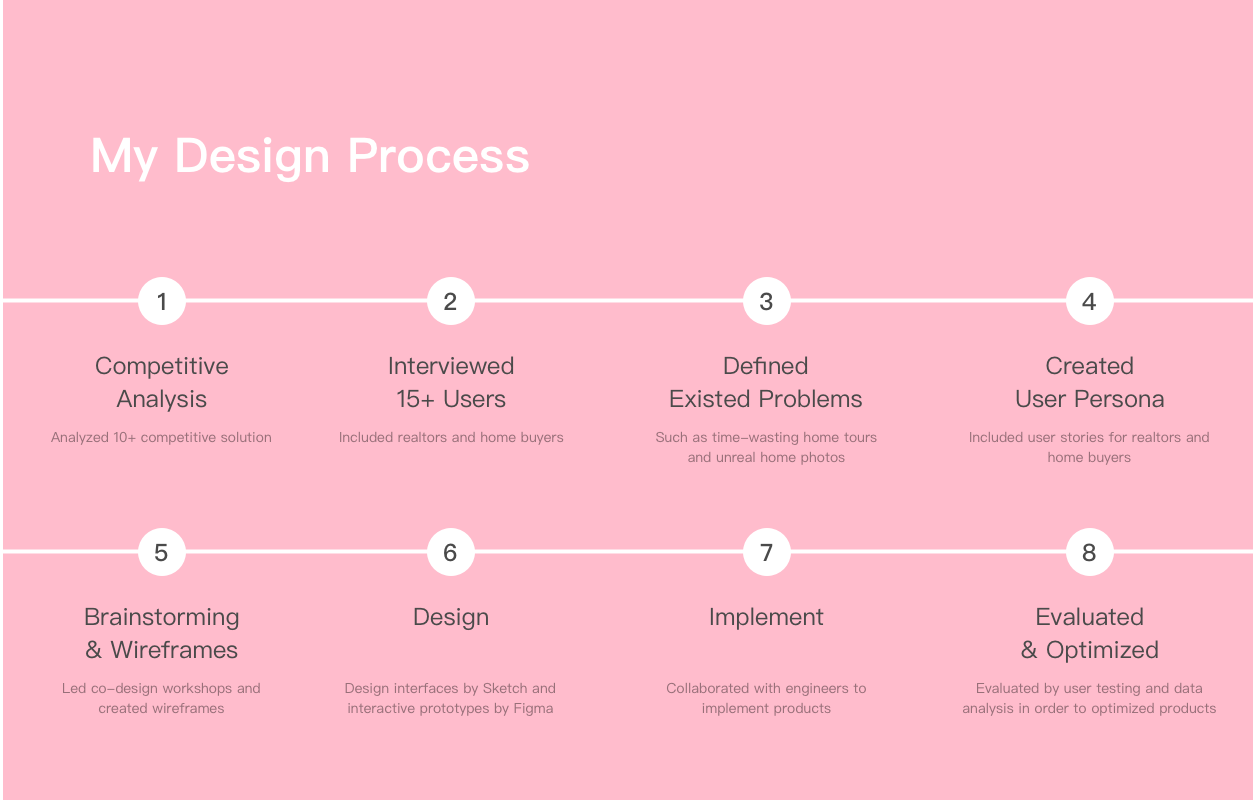 My Design Process
1
2
3
4
Competitive
Analysis
Analyzed 10+ competitive solution
Interviewed
15+ Users
Included realtors and home buyers
Defined
Existed Problems
Such as time-wasting home tours
and unreal home photos
Created
User Persona
Included user stories for realtors and
home buyers
5
6
7
8
Brainstorming
& Wireframes
Led co-design workshops and
created wireframes
Design
Design interfaces by Sketch and
interactive prototypes by Figma
Implement
Collaborated with engineers to
implement products
Evaluated
& Optimized
Evaluated by user testing and data
analysis in order to optimized products